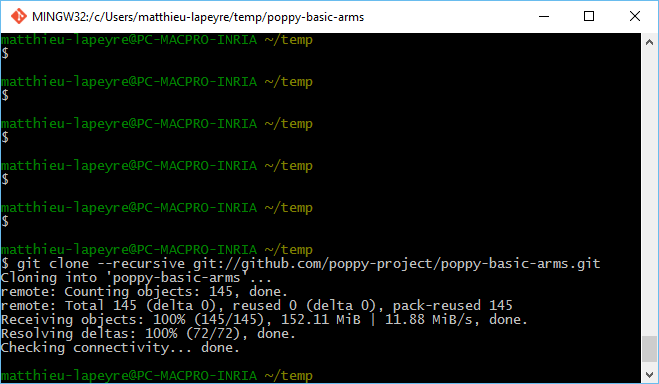 MINGW32:/c/Users/matthieu-lapeyre/temp/poppy-basic-arms
matthieu-lapeyre@PC-MACPRO-INRIA ~/temp
$
matthieu-lapeyre@PC-MACPRO-INRIA ~/temp
$
matthieu-lapeyre@PC-MACPRO-INRIA ~/temp
$
matthieu-lapeyre@PC-MACPRO-INRIA ~/temp
$
matthieu-lapeyre@PC-MACPRO-INRIA ~/temp
$
matthieu-lapeyre@PC-MACPRO-INRIA ~/temp
$ git clone --recursive git://github.com/poppy-project/poppy-basic-arms.git
Cloning into 'poppy-basic-arms'...
remote: Counting objects: 145, done.
remote: Total 145 (delta 0), reused 0 (delta 0), pack-reused 145
Receiving objects: 100% (145/145), 152.11 MiB | 11.88 MiB/s, done.
Resolving deltas: 100% (72/72), done.
Checking connectivity... done.
matthieu-lapeyre@PC-MACPRO-INRIA ~/temp